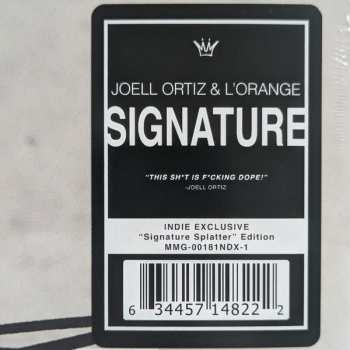 JOELL ORTIZ & L'ORANGE
SIGNATURE
"THIS SH*T IS F*CKING DOPE!"
-JOELL ORTIZ
INDIE EXCLUSIVE
"Signature Splatter" Edition
MMG-00181NDX-1
6 34457 14822 2